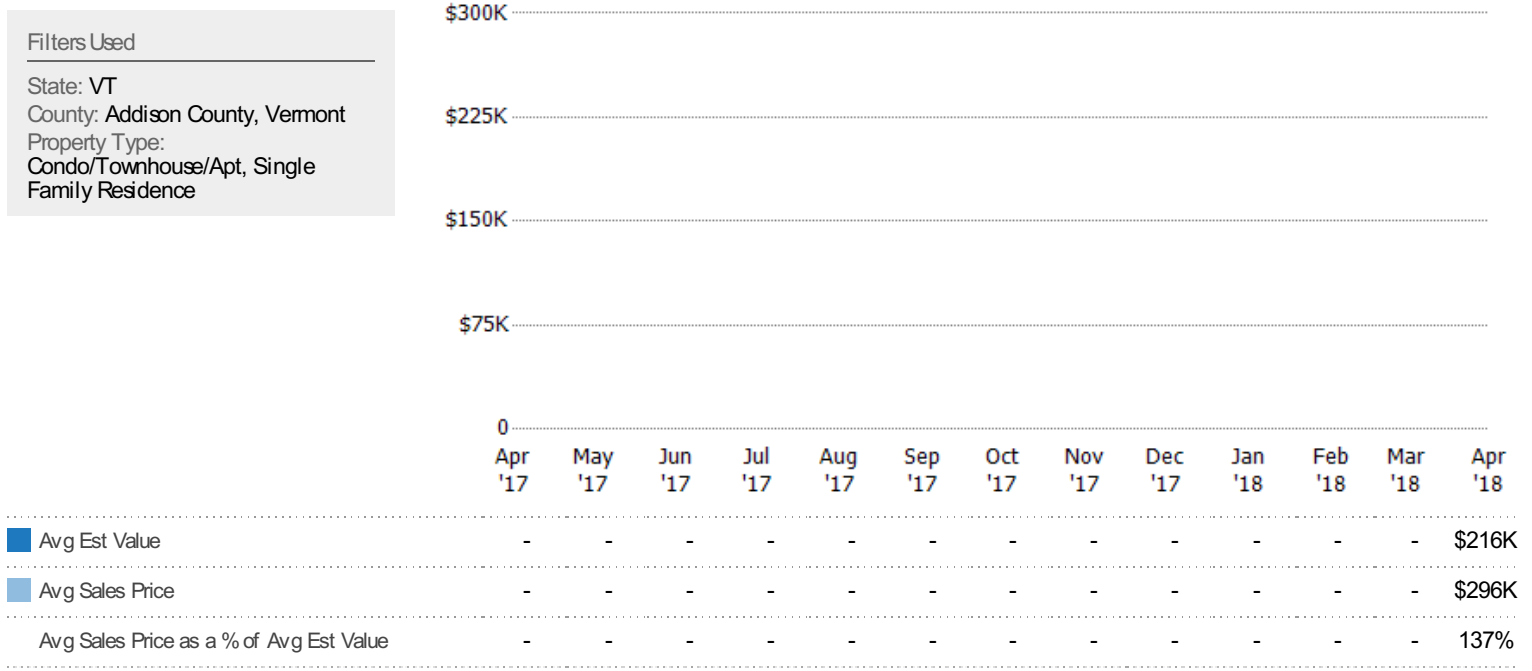 Filters Used
State: VT
County: Addison County, Vermont
Property Type:
Condo/Townhouse/Apt, Single
Family Residence
$300K
$225K
$150K
$75K
0
Apr May Jun Jul Aug Sep Oct Nov Dec Jan Feb Mar Apr
'17 '17 '17 '17 '17 '17 '17 '17 '17 '18 '18 '18 '18
Avg Est Value - - - - - - - - - - - - $216K
Avg Sales Price - - - - - - - - - - - - $296K
Avg Sales Price as a % of Avg Est Value - - - - - - - - - - - - 137%